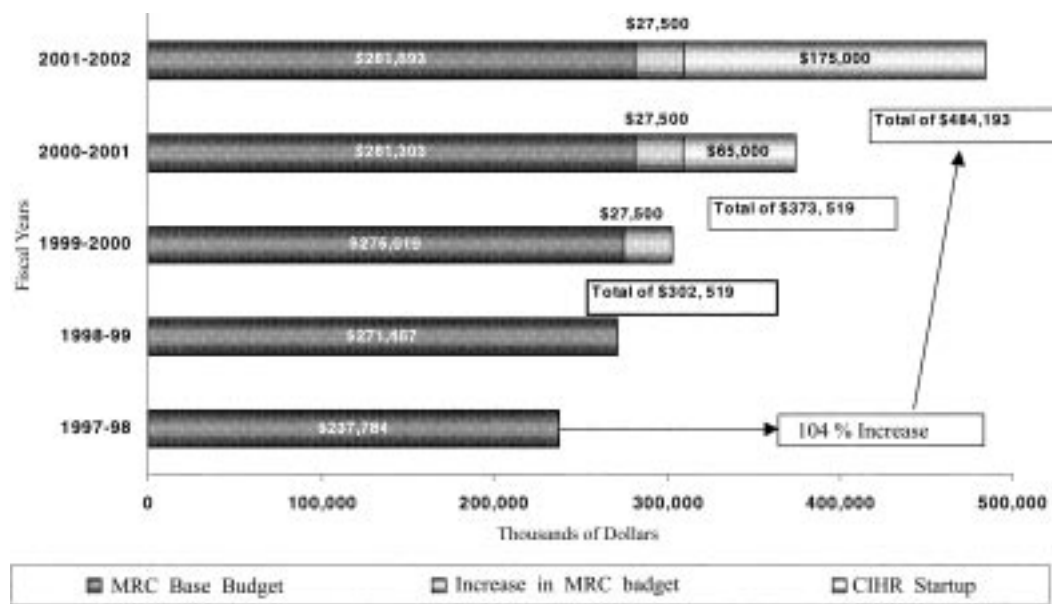 $27,500
2001-2002
$175,000
$27,500
Total of $484,193
2000-2001
$65,000
$27,500
Total of $373, 519
1999-2000
Total of $302, 519
1998-99
1997-98
$237,784
104 % Increase
0 100,000 200,000 300,000 400,000 500,000
Thousands of Dollars
Fiscal Years
MRC Base Budget Increase in MRC badget CIHR Startup